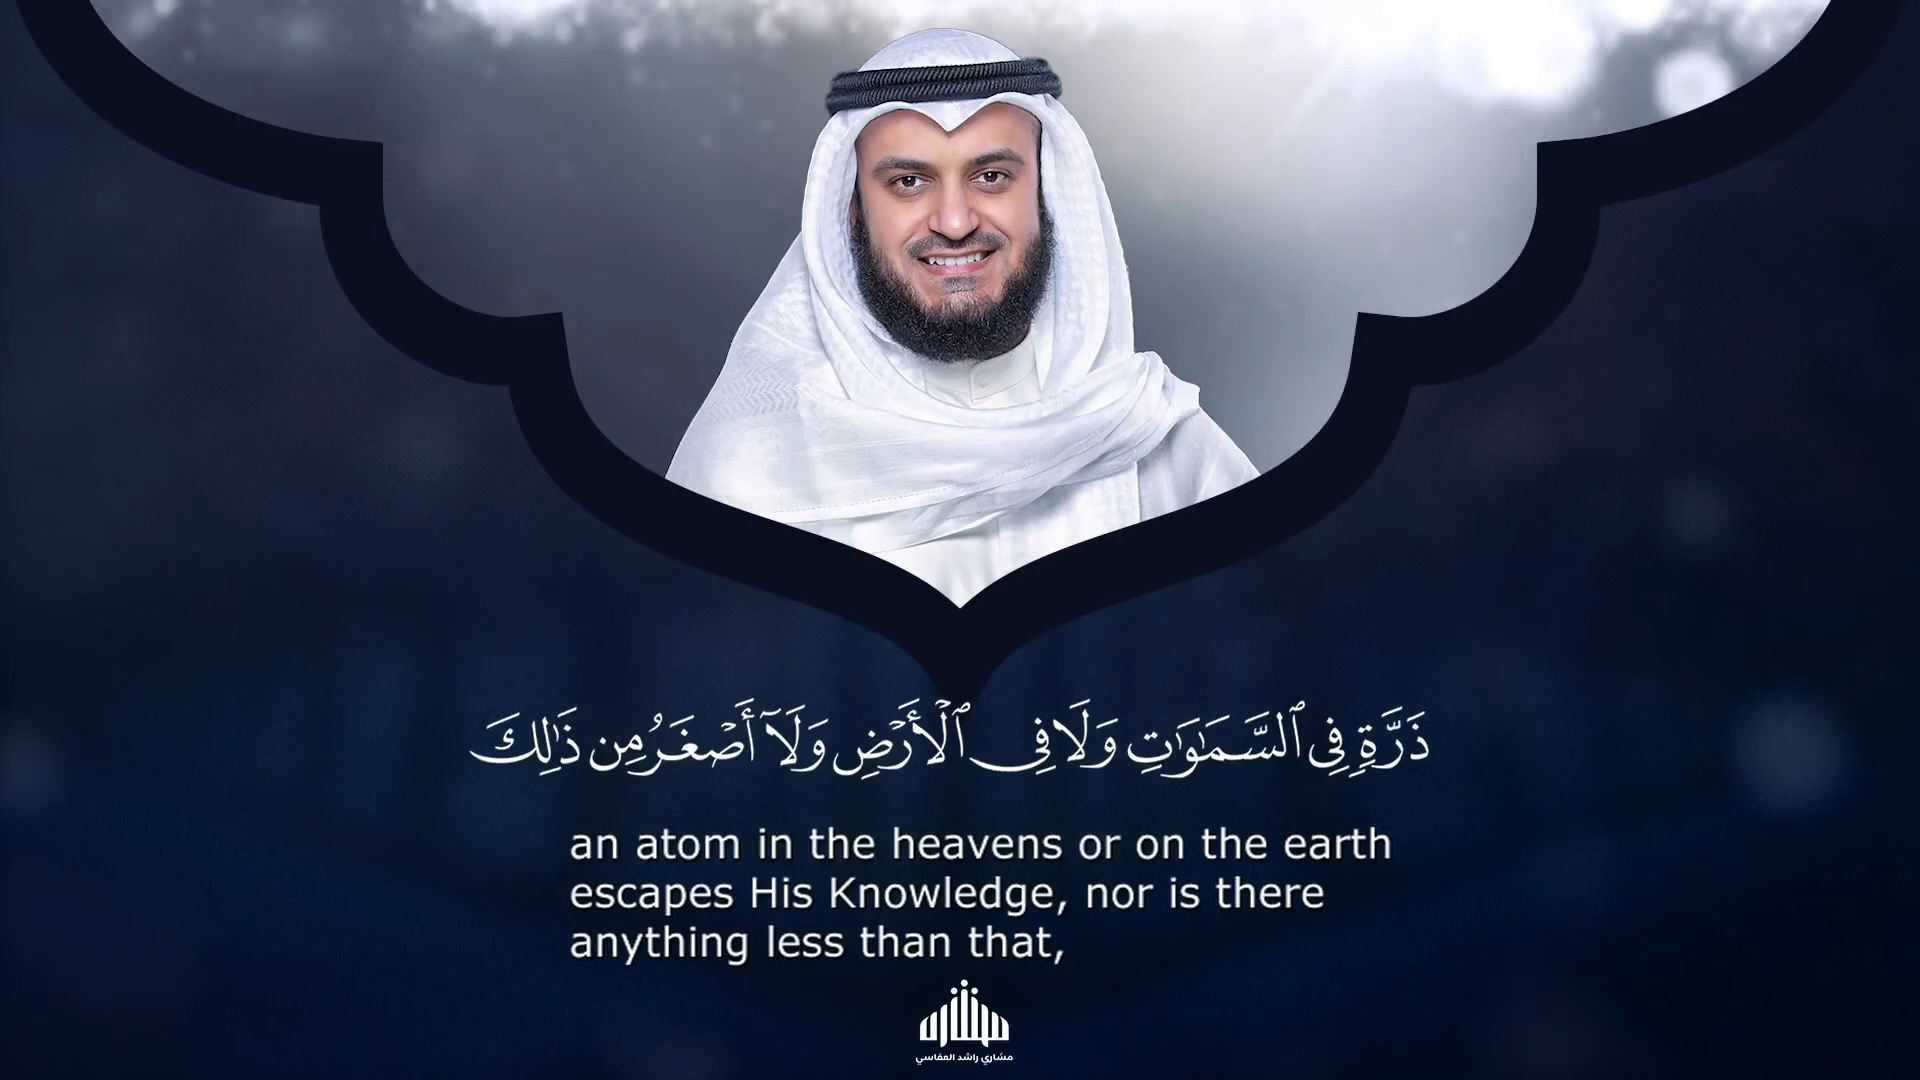 ذَرَّةٍ فِى ٱلسَّمَـٰوَٰتِ وَلَا فِى ٱلْأَرْضِ وَلَآ أَصْغَرُ مِن ذَٰلِكَ
an atom in the heavens or on the earth
escapes His Knowledge, nor is there
anything less than that,
مشاري راشد العفاسي